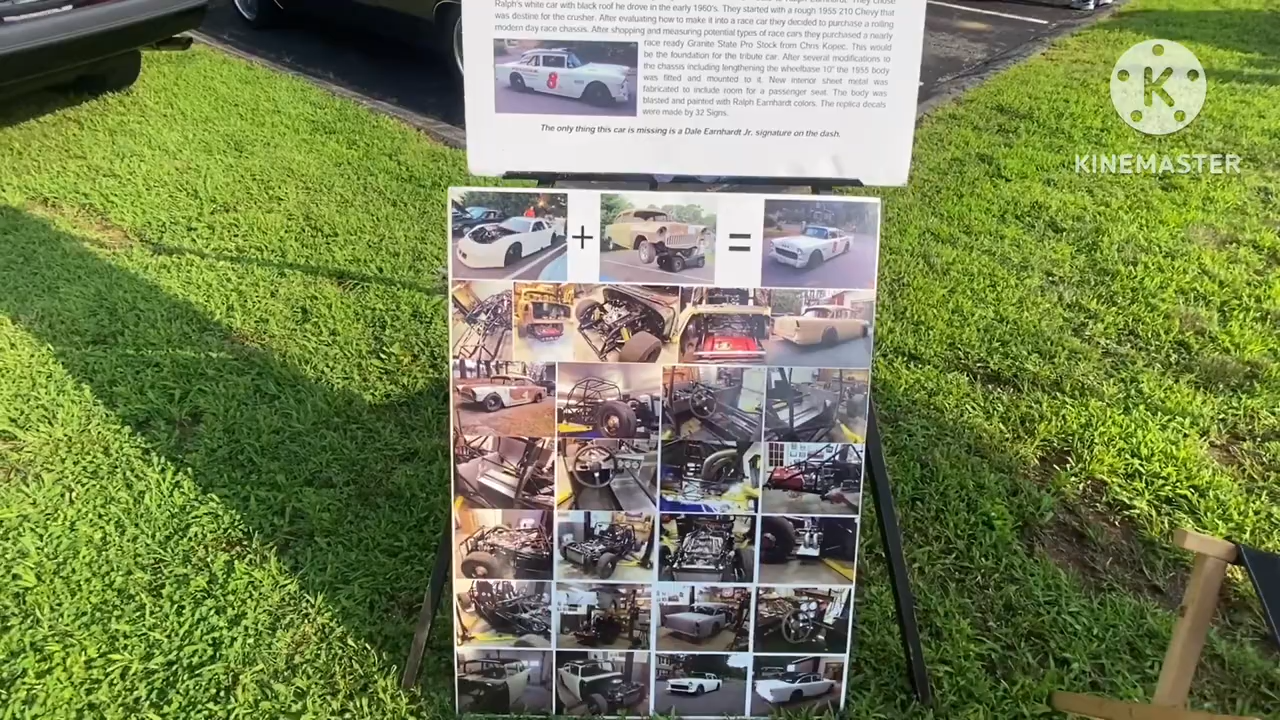 Ralph's white car with black roof he drove in the early 1960's. They started with a rough 1955 210 Chevy that
was destine for the crusher. After evaluating how to make it into a race car they decided to purchase a rolling
modern day race chassis. After shopping and measuring potential types of race cars they purchased a nearly
race ready Granite State Pro Stock from Chris Kopec. This would
be the foundation for the tribute car. After several modifications to
the chassis including lengthening the wheelbase 10" the 1955 body
was fitted and mounted to it. New interior sheet metal was
fabricated to include room for a passenger seat. The body was
blasted and painted with Ralph Earnhardt colors. The replica decals
were made by 32 Signs.
8
The only thing this car is missing is a Dale Earnhardt Jr. signature on the dash.
K
KINEMASTER
+ =